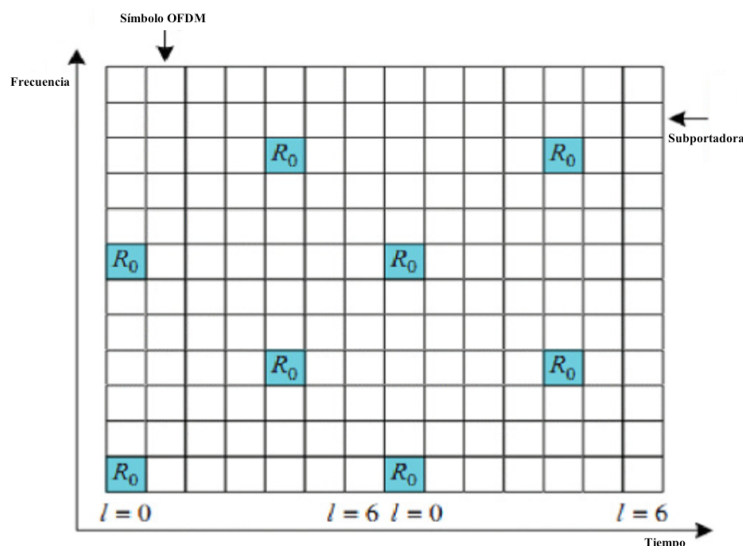 Símbolo OFDM
Frecuencia
Subportadora
R₀ R₀
R₀ R₀
R₀ R₀
R₀ R₀
l = 0 l = 6 l = 0 l = 6
Tiempo